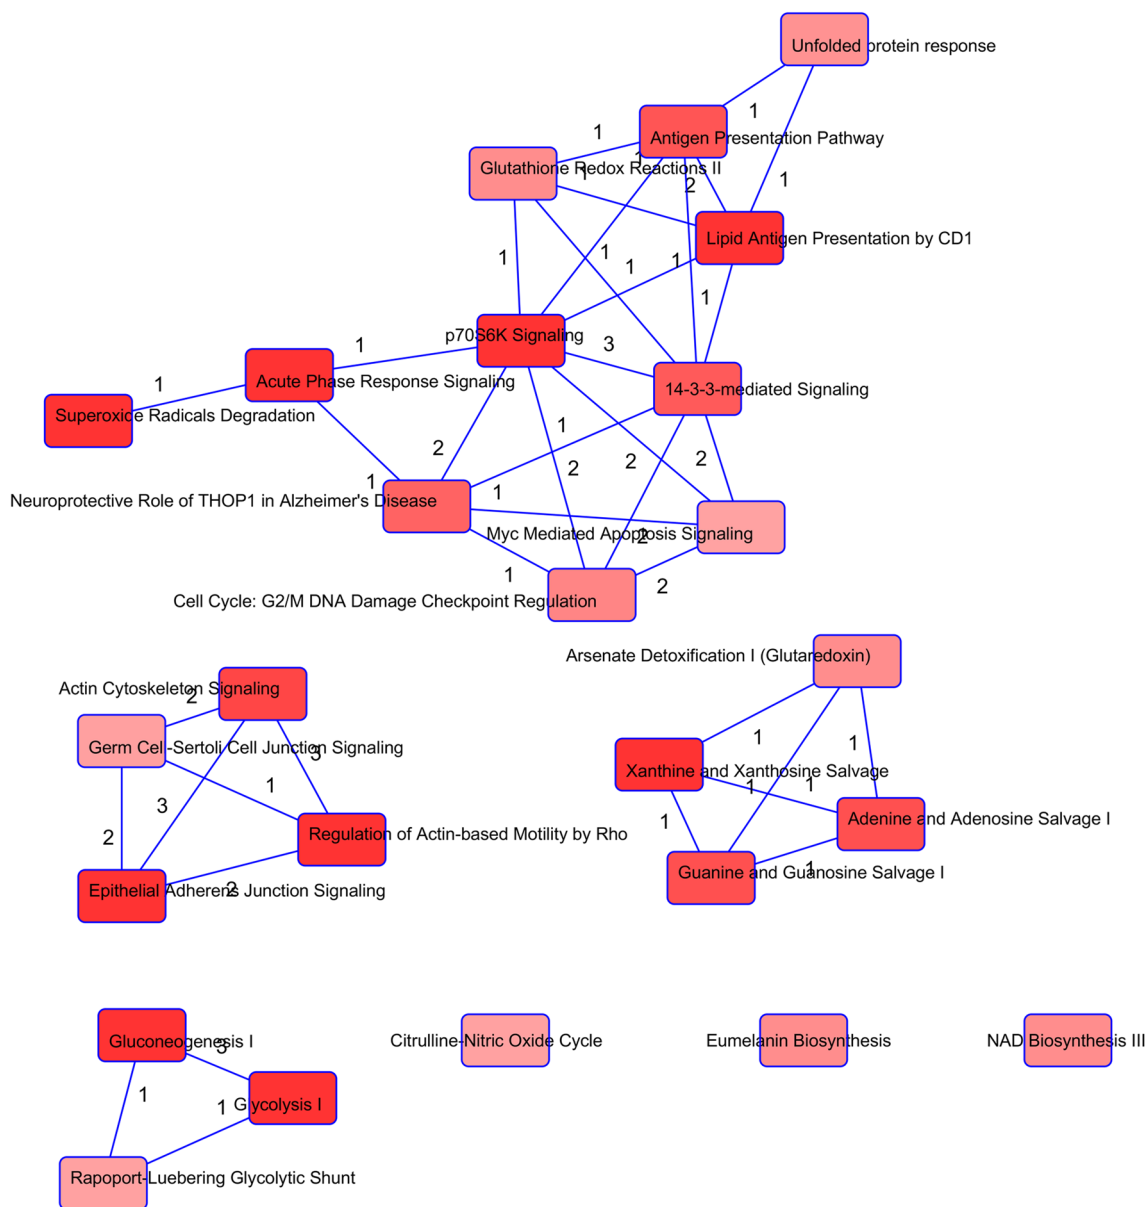 Unfolded protein response
1
1
Antigen Presentation Pathway
1
1
Glutathione Redox Reactions II
1
2
1
Lipid Antigen Presentation by CD1
1
1
1
1
1
p70S6K Signaling
3
1
Acute Phase Response Signaling
1
14-3-3-mediated Signaling
Superoxide Radicals Degradation
1
2
2
2
2
1
1
Neuroprotective Role of THOP1 in Alzheimer's Disease
Myc Mediated Apoptosis Signaling
2
1
2
Cell Cycle: G2/M DNA Damage Checkpoint Regulation
Arsenate Detoxification I (Glutaredoxin)
Actin Cytoskeleton Signaling
2
Germ Cell-Sertoli Cell Junction Signaling
3
1
3
2
Regulation of Actin-based Motility by Rho
Epithelial Adherens Junction Signaling
2
1
1
Xanthine and Xanthosine Salvage
1
1
1
Adenine and Adenosine Salvage I
Guanine and Guanosine Salvage I
1
Gluconeogenesis I
3
1
1
Glycolysis I
Rapoport-Luebering Glycolytic Shunt
Citrulline-Nitric Oxide Cycle
Eumelanin Biosynthesis
NAD Biosynthesis III